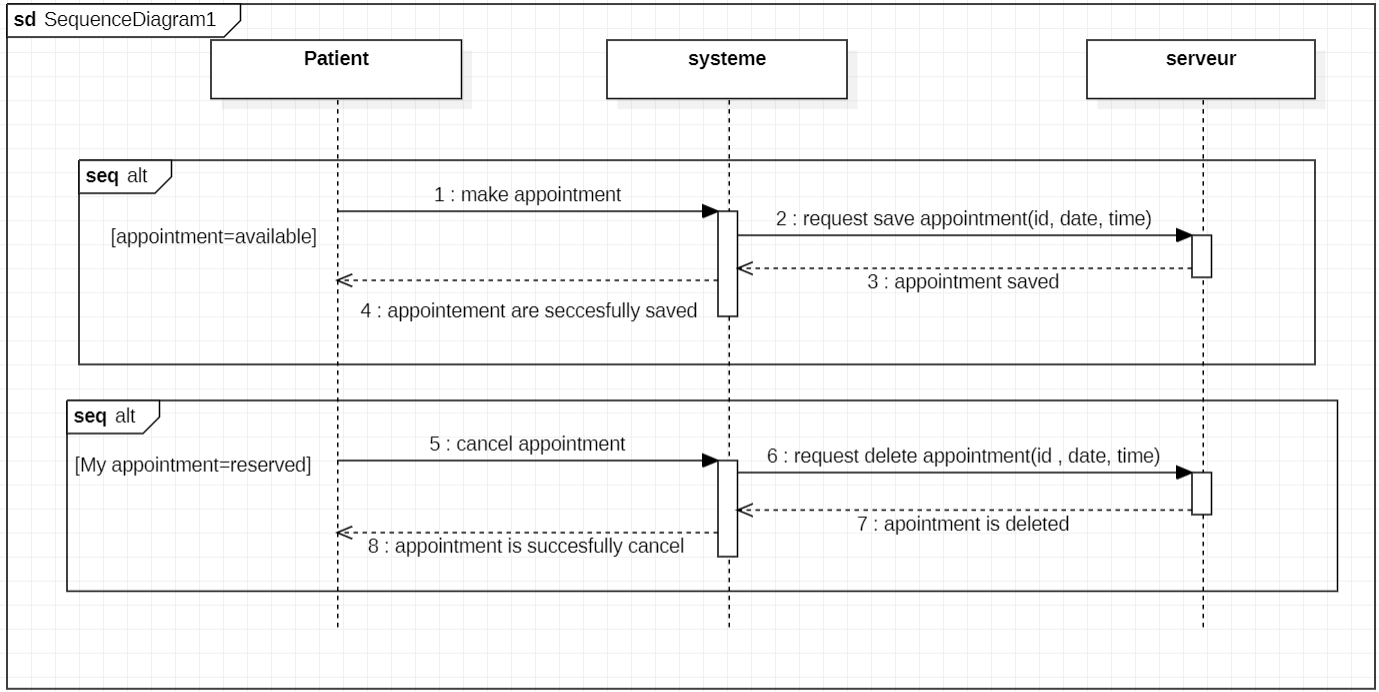 sd SequenceDiagram1
Patient
systeme
serveur
seq alt
1 : make appointment
2 : request save appointment(id, date, time)
[appointment=available]
3 : appointment saved
4 : appointement are seccesfully saved
seq alt
5 : cancel appointment
6 : request delete appointment(id , date, time)
[My appointment=reserved]
7 : apointment is deleted
8 : appointment is succesfully cancel